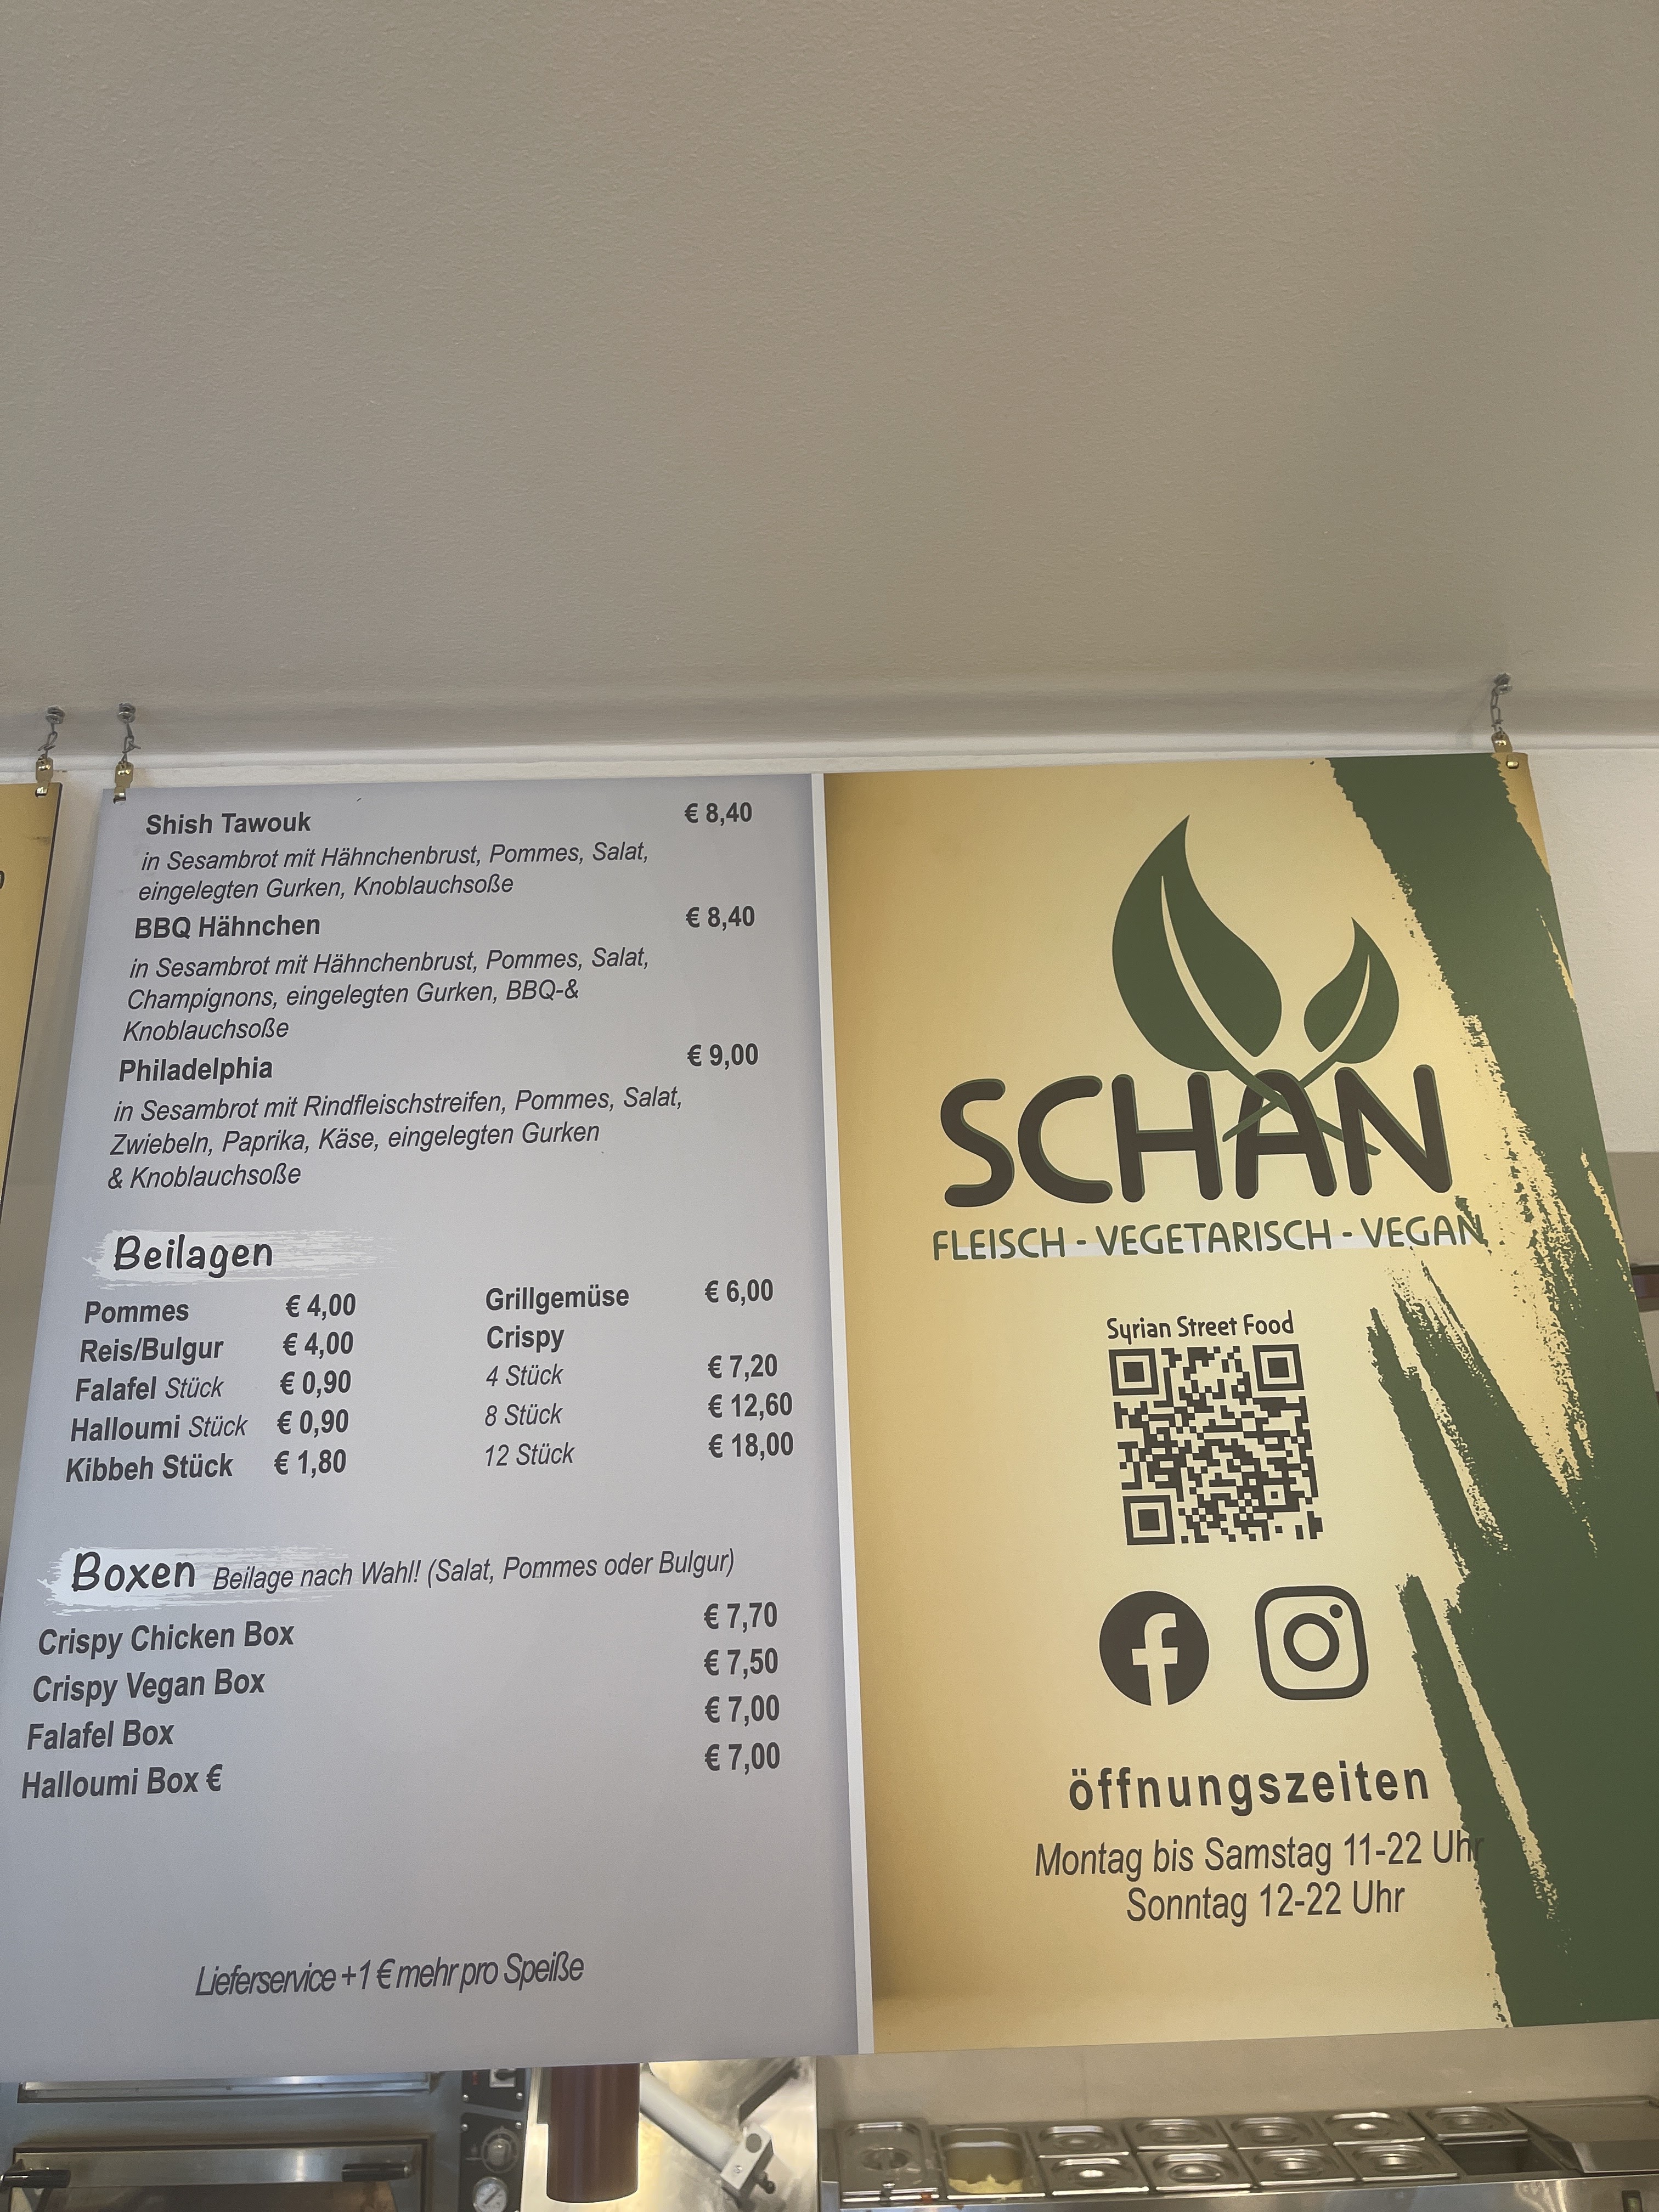 Shish Tawouk € 8,40
in Sesambrot mit Hähnchenbrust, Pommes, Salat,
eingelegten Gurken, Knoblauchsoße
BBQ Hähnchen € 8,40
in Sesambrot mit Hähnchenbrust, Pommes, Salat,
Champignons, eingelegten Gurken, BBQ-&
Knoblauchsoße
Philadelphia € 9,00
in Sesambrot mit Rindfleischstreifen, Pommes, Salat,
Zwiebeln, Paprika, Käse, eingelegten Gurken
& Knoblauchsoße
Beilagen
Pommes € 4,00
Reis/Bulgur € 4,00
Falafel Stück € 0,90
Halloumi Stück € 0,90
Kibbeh Stück € 1,80
Grillgemüse € 6,00
Crispy
4 Stück € 7,20
8 Stück € 12,60
12 Stück € 18,00
Boxen Beilage nach Wahl! (Salat, Pommes oder Bulgur)
Crispy Chicken Box € 7,70
Crispy Vegan Box € 7,50
Falafel Box € 7,00
Halloumi Box € € 7,00
Lieferservice +1 € mehr pro Speiße
SCHAN
FLEISCH - VEGETARISCH - VEGAN
Syrian Street Food
öffnungszeiten
Montag bis Samstag 11-22 Uhr
Sonntag 12-22 Uhr